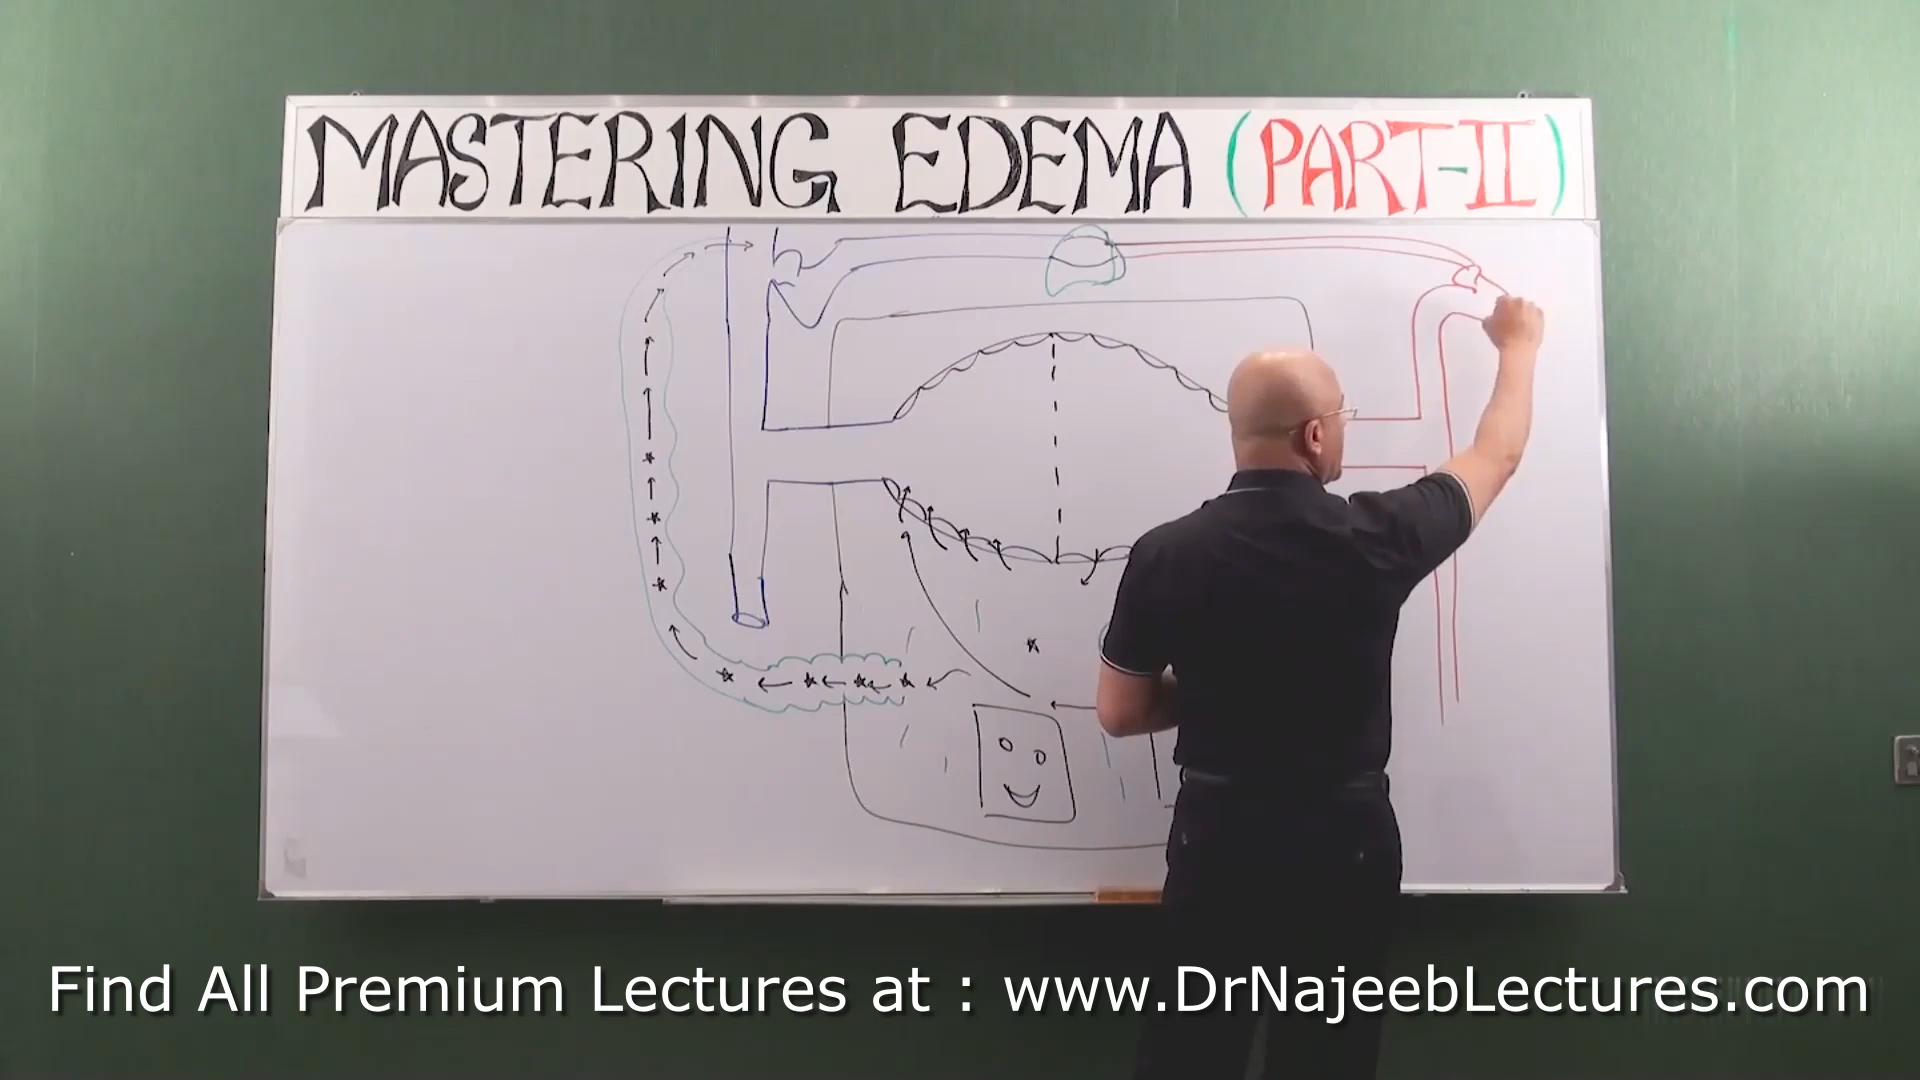 MASTERING EDEMA (PART-II)
Find All Premium Lectures at : www.DrNajeebLectures.com